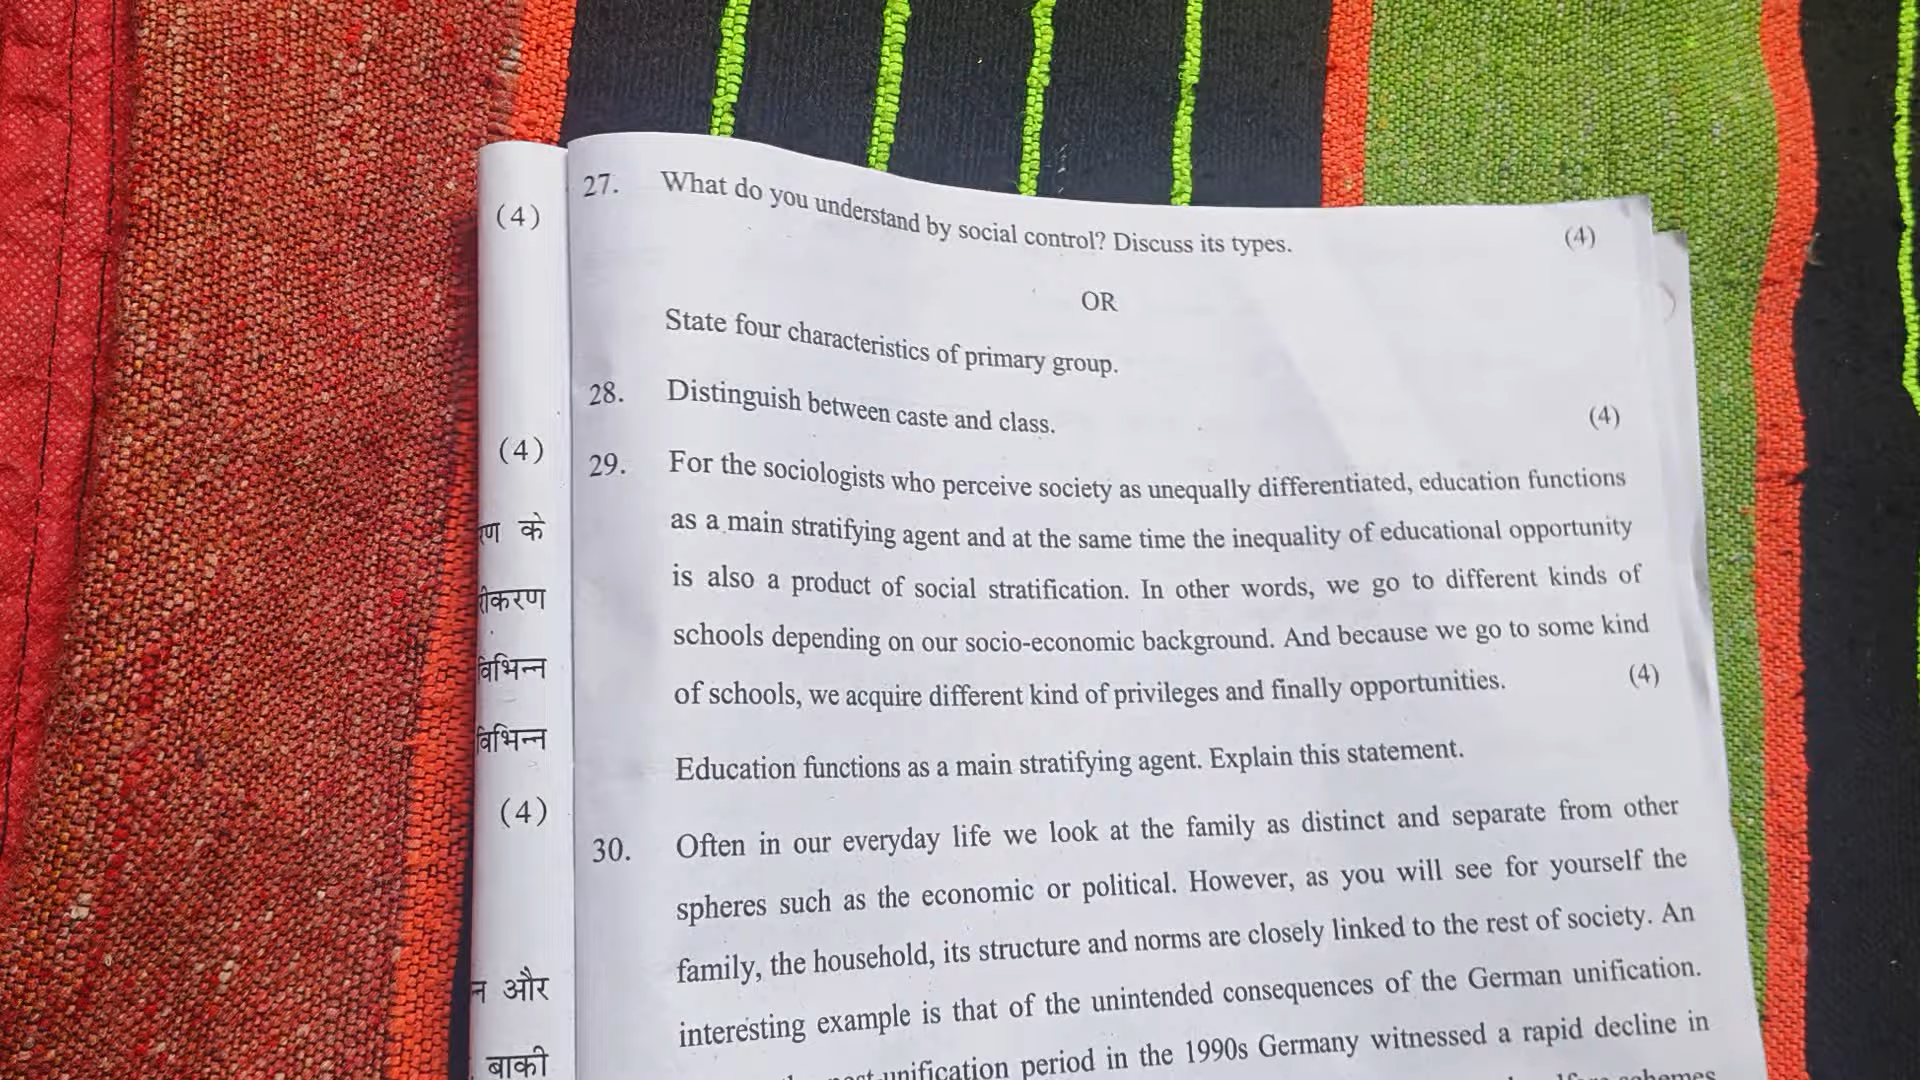 (4)
(4)
के
विभिन्न
विभिन्न
(4)
और
बाकी
27. What do you understand by social control? Discuss its types. (4)
OR
State four characteristics of primary group.
28. Distinguish between caste and class. (4)
29. For the sociologists who perceive society as unequally differentiated, education functions
as a main stratifying agent and at the same time the inequality of educational opportunity
is also a product of social stratification. In other words, we go to different kinds of
schools depending on our socio-economic background. And because we go to some kind
of schools, we acquire different kind of privileges and finally opportunities. (4)
Education functions as a main stratifying agent. Explain this statement.
30. Often in our everyday life we look at the family as distinct and separate from other
spheres such as the economic or political. However, as you will see for yourself the
family, the household, its structure and norms are closely linked to the rest of society. An
interesting example is that of the unintended consequences of the German unification.
unification period in the 1990s Germany witnessed a rapid decline in
schemes